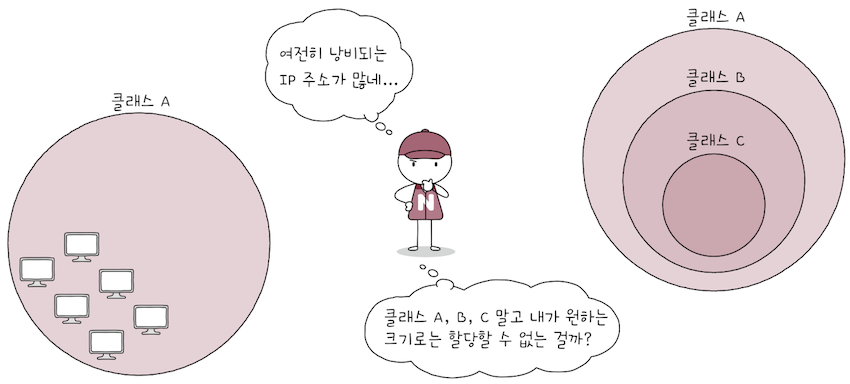 클래스 A
여전히 낭비되는
IP 주소가 많네...
N
클래스 A, B, C 말고 내가 원하는
크기로는 할당할 수 없는 걸까?
클래스 A
클래스 B
클래스 C